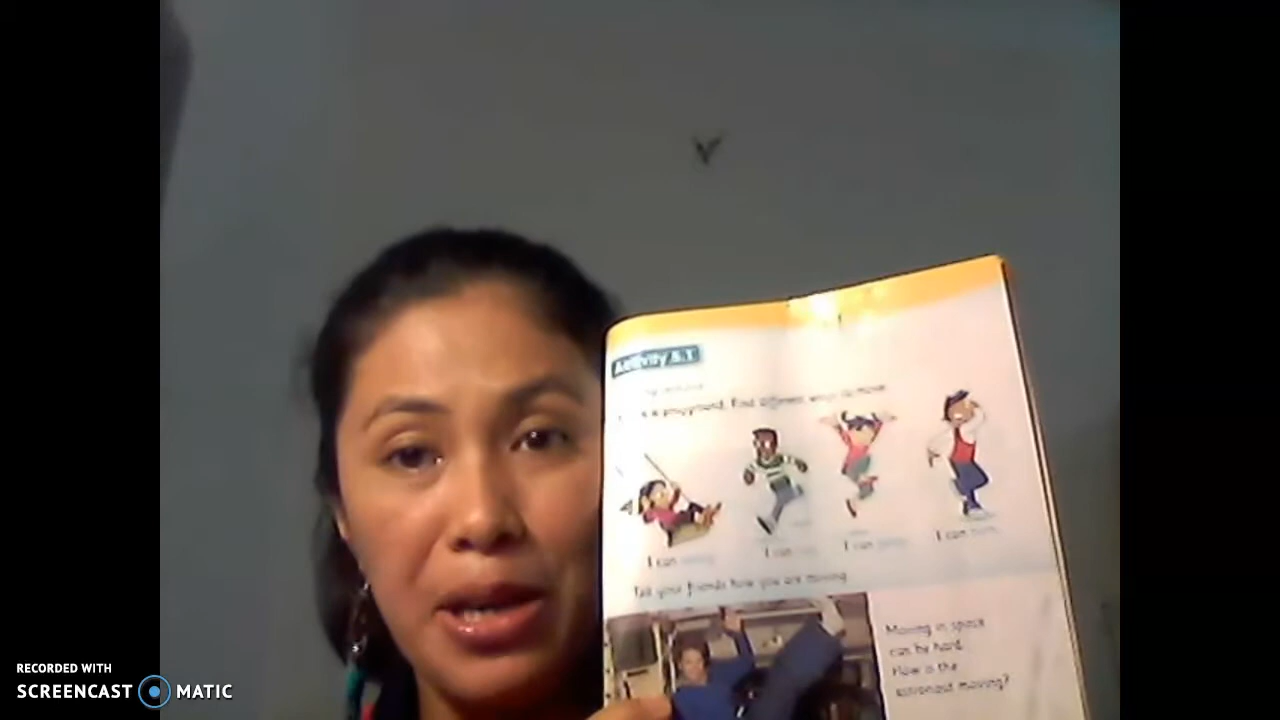 Activity 5.1
playground. Find different ways to move
I can
I can
I can
I can
Tell your friends how you are moving
Moving in space
can be hard
How is the
astronaut moving?
RECORDED WITH
SCREENCAST MATIC